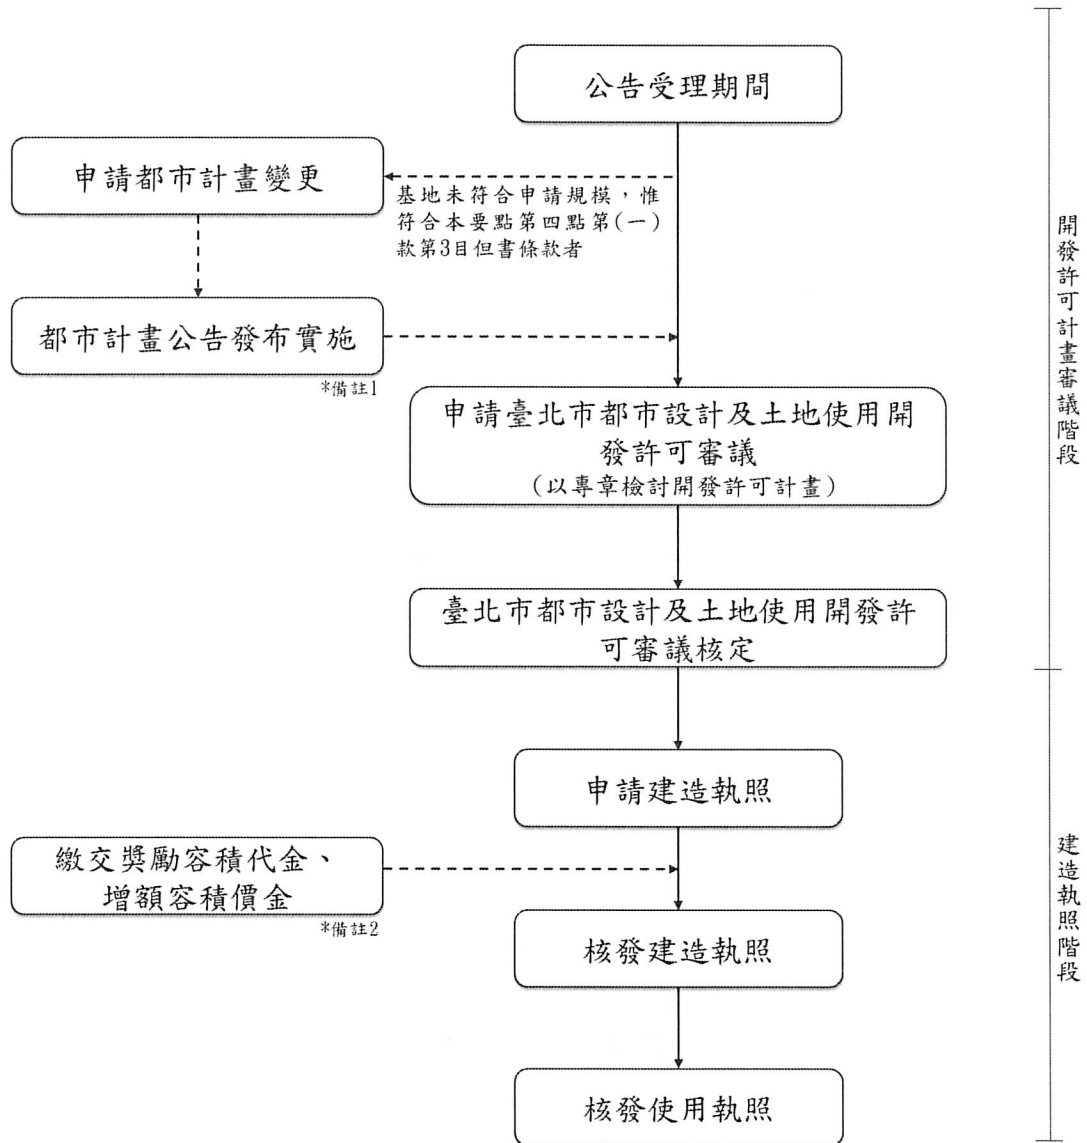 公告受理期間
申請都市計畫變更
基地未符合申請規模，惟
符合本要點第四點第(一)
款第3目但書條款者
都市計畫公告發布實施
*備註1
申請臺北市都市設計及土地使用開
發許可審議
(以專章檢討開發許可計畫)
臺北市都市設計及土地使用開發許
可審議核定
開發許可計畫審議階段
申請建造執照
繳交獎勵容積代金、
增額容積價金
*備註2
核發建造執照
核發使用執照
建造執照階段